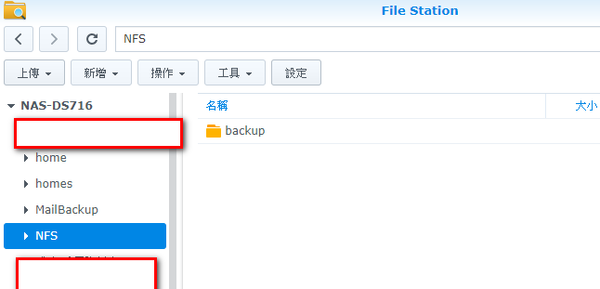 File Station
NFS
上傳 新增 操作 工具 設定
NAS-DS716
名稱 大小
backup
home
homes
MailBackup
NFS